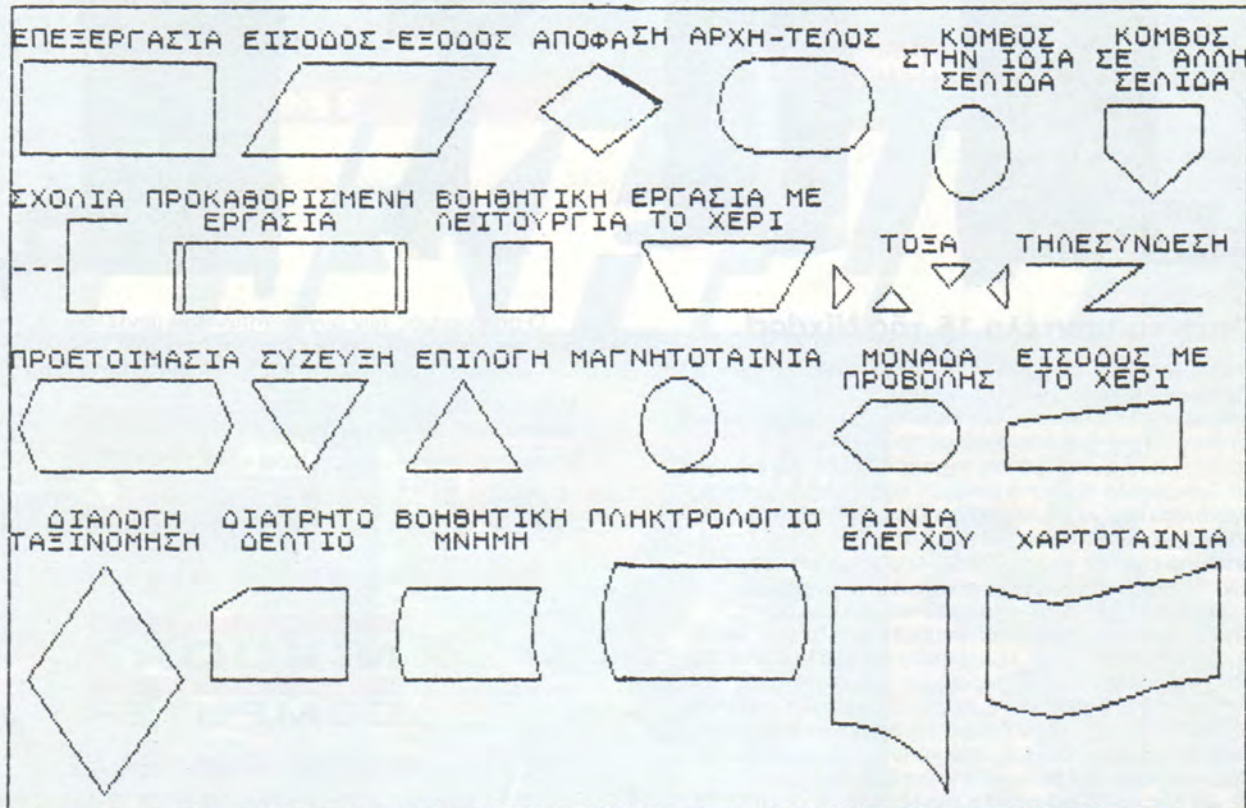 ΕΠΕΞΕΡΓΑΣΙΑ ΕΙΣΟΔΟΣ-ΕΞΟΔΟΣ ΑΠΟΦΑΣΗ ΑΡΧΗ-ΤΕΛΟΣ
ΚΟΜΒΟΣ
ΣΤΗΝ ΙΔΙΑ
ΣΕΛΙΔΑ
ΚΟΜΒΟΣ
ΣΕ ΑΛΛΗ
ΣΕΛΙΔΑ
ΣΧΟΛΙΑ
ΠΡΟΚΑΘΟΡΙΣΜΕΝΗ
ΕΡΓΑΣΙΑ
ΒΟΗΘΗΤΙΚΗ
ΛΕΙΤΟΥΡΓΙΑ
ΕΡΓΑΣΙΑ ΜΕ
ΤΟ ΧΕΡΙ
ΤΟΞΑ
ΤΗΛΕΣΥΝΔΕΣΗ
ΠΡΟΕΤΟΙΜΑΣΙΑ ΣΥΖΕΥΞΗ ΕΠΙΛΟΓΗ ΜΑΓΝΗΤΟΤΑΙΝΙΑ
ΜΟΝΑΔΑ
ΠΡΟΒΟΛΗΣ
ΕΙΣΟΔΟΣ ΜΕ
ΤΟ ΧΕΡΙ
ΔΙΑΛΟΓΗ
ΤΑΞΙΝΟΜΗΣΗ
ΔΙΑΤΡΗΤΟ
ΔΕΛΤΙΟ
ΒΟΗΘΗΤΙΚΗ
ΜΝΗΜΗ
ΠΛΗΚΤΡΟΛΟΓΙΟ
ΤΑΙΝΙΑ
ΕΛΕΓΧΟΥ
ΧΑΡΤΟΤΑΙΝΙΑ